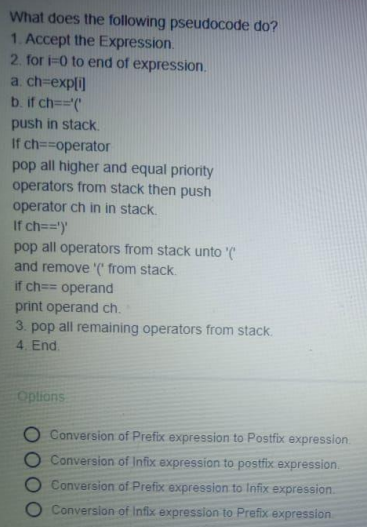 What does the following pseudocode do?
1. Accept the Expression.
2. for i=0 to end of expression.
a. ch=exp[i]
b. if ch=='('
push in stack.
If ch==operator
pop all higher and equal priority
operators from stack then push
operator ch in in stack.
If ch==')'
pop all operators from stack unto '('
and remove '(' from stack.
if ch== operand
print operand ch.
3. pop all remaining operators from stack.
4. End.
Options
Conversion of Prefix expression to Postfix expression
Conversion of Infix expression to postfix expression.
Conversion of Prefix expression to Infix expression.
Conversion of Infix expression to Prefix expression.